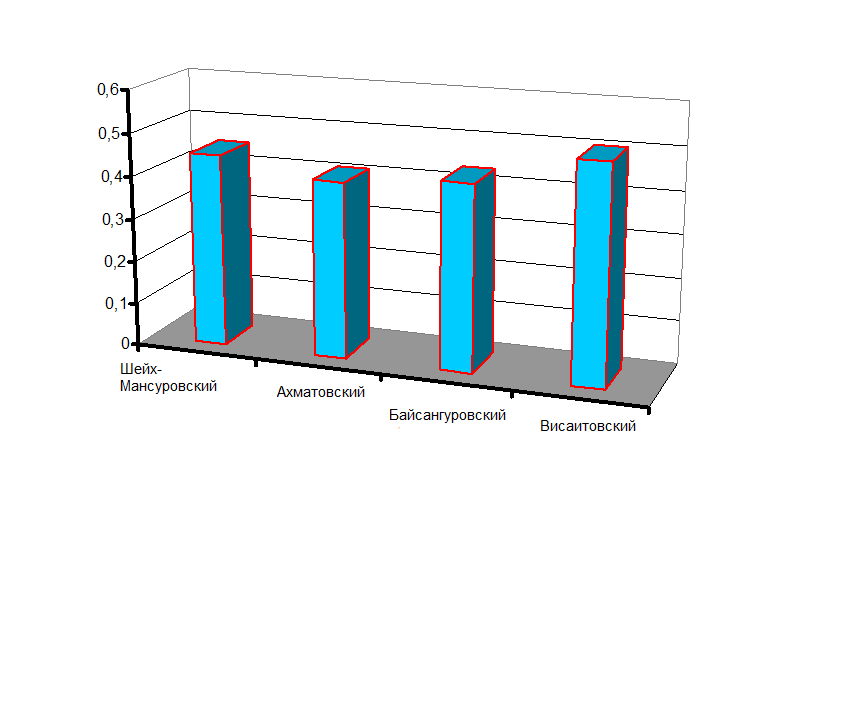 0,6
0,5
0,4
0,3
0,2
0,1
0
Шейх-
Мансуровский
Ахматовский
Байсангуровский
Висаитовский